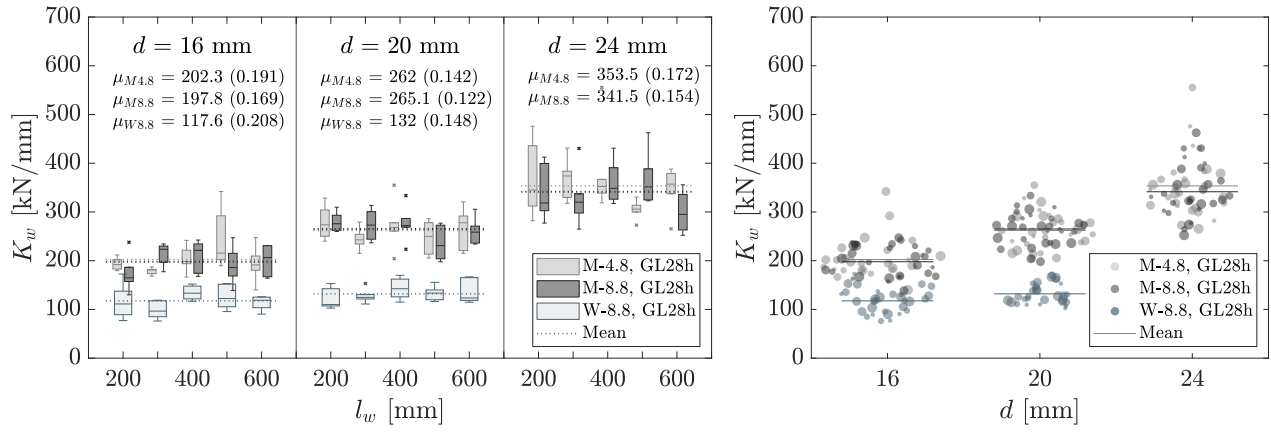 700
600
500
400
300
200
100
0
K_w [kN/mm]
d = 16 mm
μ_M4.8 = 202.3 (0.191)
μ_M8.8 = 197.8 (0.169)
μ_W8.8 = 117.6 (0.208)
d = 20 mm
μ_M4.8 = 262 (0.142)
μ_M8.8 = 265.1 (0.122)
μ_W8.8 = 132 (0.148)
d = 24 mm
μ_M4.8 = 353.5 (0.172)
μ_M8.8 = 341.5 (0.154)
M-4.8, GL28h
M-8.8, GL28h
W-8.8, GL28h
Mean
200 400 600 200 400 600 200 400 600
l_w [mm]
700
600
500
400
300
200
100
0
K_w [kN/mm]
M-4.8, GL28h
M-8.8, GL28h
W-8.8, GL28h
Mean
16 20 24
d [mm]